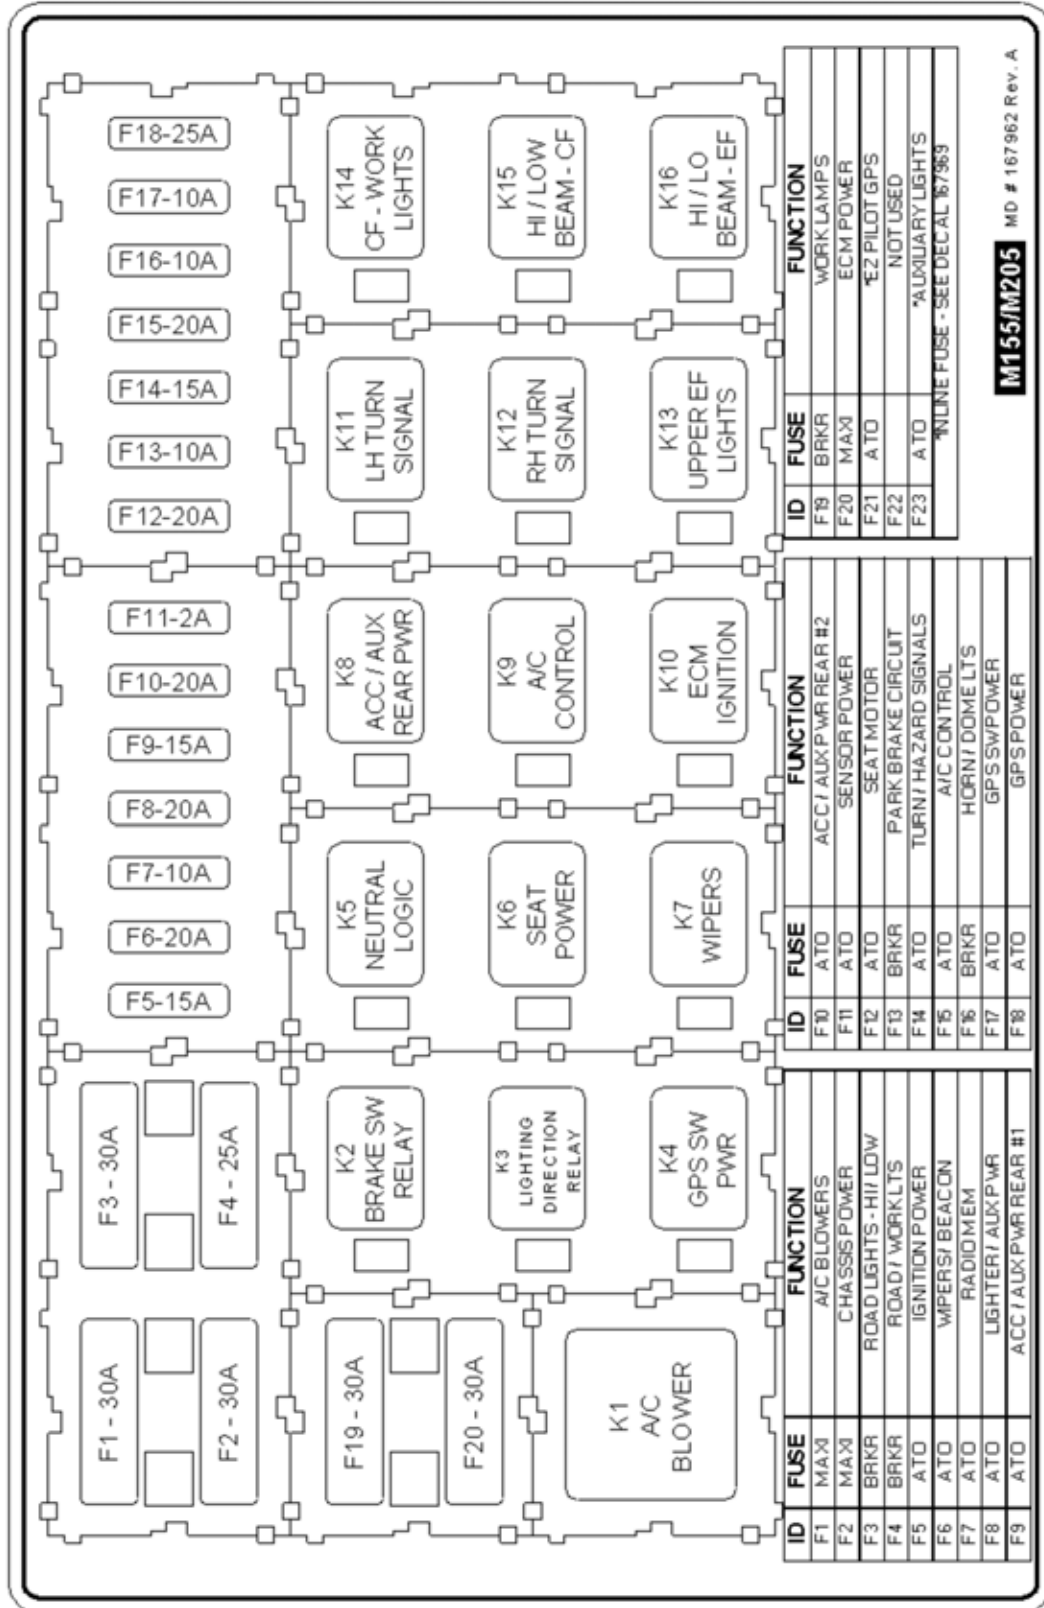 F1 - 30A
F2 - 30A
F3 - 30A
F4 - 25A
F5-15A
F6-20A
F7-10A
F8-20A
F9-15A
F10-20A
F11-2A
F12-20A
F13-10A
F14-15A
F15-20A
F16-10A
F17-10A
F18-25A
F19 - 30A
F20 - 30A
K1
A/C
BLOWER
K2
BRAKE SW
RELAY
K3
LIGHTING
DIRECTION
RELAY
K4
GPS SW
PWR
K5
NEUTRAL
LOGIC
K6
SEAT
POWER
K7
WIPERS
K8
ACC / AUX
REAR PWR
K9
A/C
CONTROL
K10
ECM
IGNITION
K11
LH TURN
SIGNAL
K12
RH TURN
SIGNAL
K13
UPPER EF
LIGHTS
K14
CF - WORK
LIGHTS
K15
HI / LOW
BEAM - CF
K16
HI / LO
BEAM - EF
ID FUSE FUNCTION
F1 MAXI A/C BLOWERS
F2 MAXI CHASSIS POWER
F3 BRKR ROAD LIGHTS - HI / LOW
F4 BRKR ROAD / WORK LTS
F5 ATO IGNITION POWER
F6 ATO WIPERS / BEACON
F7 ATO RADIO MEM
F8 ATO LIGHTER / AUX PWR
F9 ATO ACC / AUX PWR REAR #1
ID FUSE FUNCTION
F10 ATO ACC / AUX PWR REAR #2
F11 ATO SENSOR POWER
F12 ATO SEAT MOTOR
F13 BRKR PARK BRAKE CIRCUIT
F14 ATO TURN / HAZARD SIGNALS
F15 ATO A/C CONTROL
F16 BRKR HORN / DOME LTS
F17 ATO GPS SW POWER
F18 ATO GPS POWER
ID FUSE FUNCTION
F19 BRKR WORK LAMPS
F20 MAXI ECM POWER
F21 ATO *EZ PILOT GPS
F22 NOT USED
F23 ATO *AUXILIARY LIGHTS
*INLINE FUSE - SEE DECAL 167969
M155/M205 MD # 167962 Rev. A